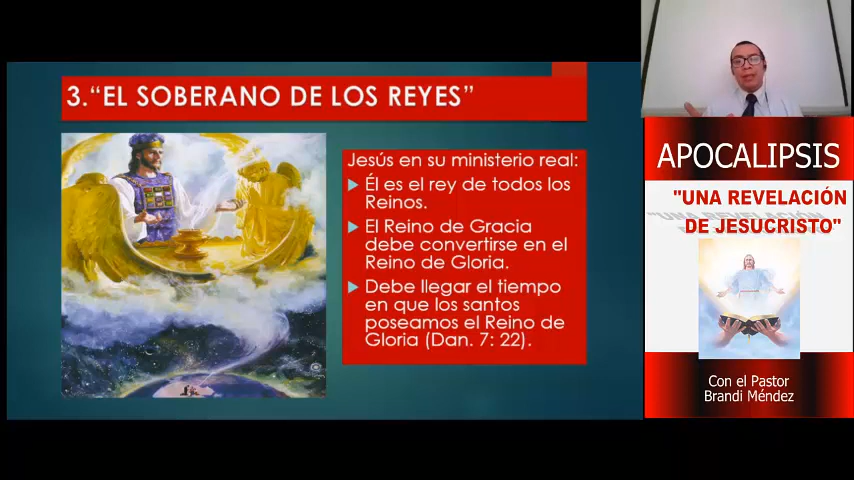 3.“EL SOBERANO DE LOS REYES”
Jesús en su ministerio real:
Él es el rey de todos los
Reinos.
El Reino de Gracia
debe convertirse en el
Reino de Gloria.
Debe llegar el tiempo
en que los santos
poseamos el Reino de
Gloria (Dan. 7: 22).
APOCALIPSIS
"UNA REVELACIÓN
DE JESUCRISTO"
Con el Pastor
Brandi Méndez